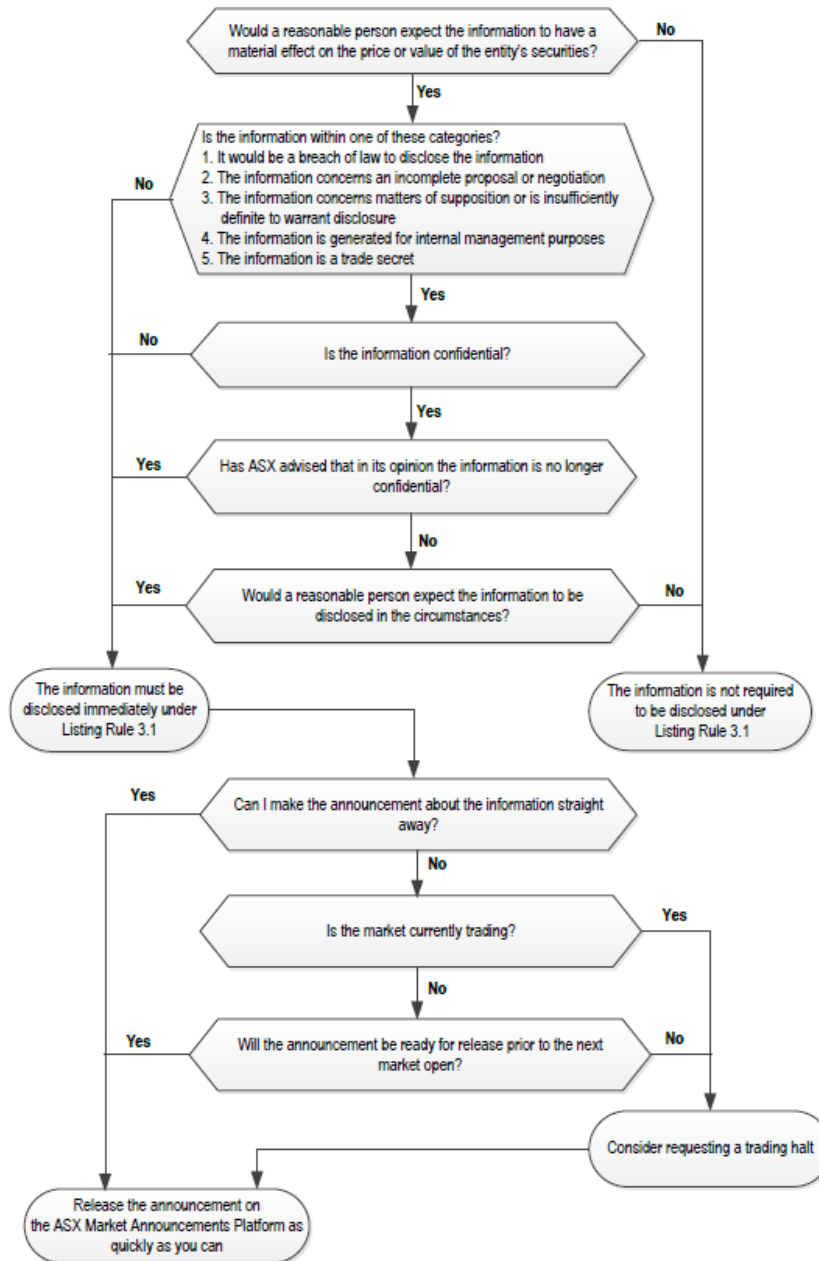 Would a reasonable person expect the information to have a
material effect on the price or value of the entity's securities?
No
Yes
Is the information within one of these categories?
1. It would be a breach of law to disclose the information
2. The information concerns an incomplete proposal or negotiation
3. The information concerns matters of supposition or is insufficiently
definite to warrant disclosure
4. The information is generated for internal management purposes
5. The information is a trade secret
No
Yes
No
Is the information confidential?
Yes
Yes
Has ASX advised that in its opinion the information is no longer
confidential?
No
Yes
Would a reasonable person expect the information to be
disclosed in the circumstances?
No
The information must be
disclosed immediately under
Listing Rule 3.1
The information is not required
to be disclosed under
Listing Rule 3.1
Yes
Can I make the announcement about the information straight
away?
No
Is the market currently trading?
Yes
No
Yes
Will the announcement be ready for release prior to the next
market open?
No
Consider requesting a trading halt
Release the announcement on
the ASX Market Announcements Platform as
quickly as you can